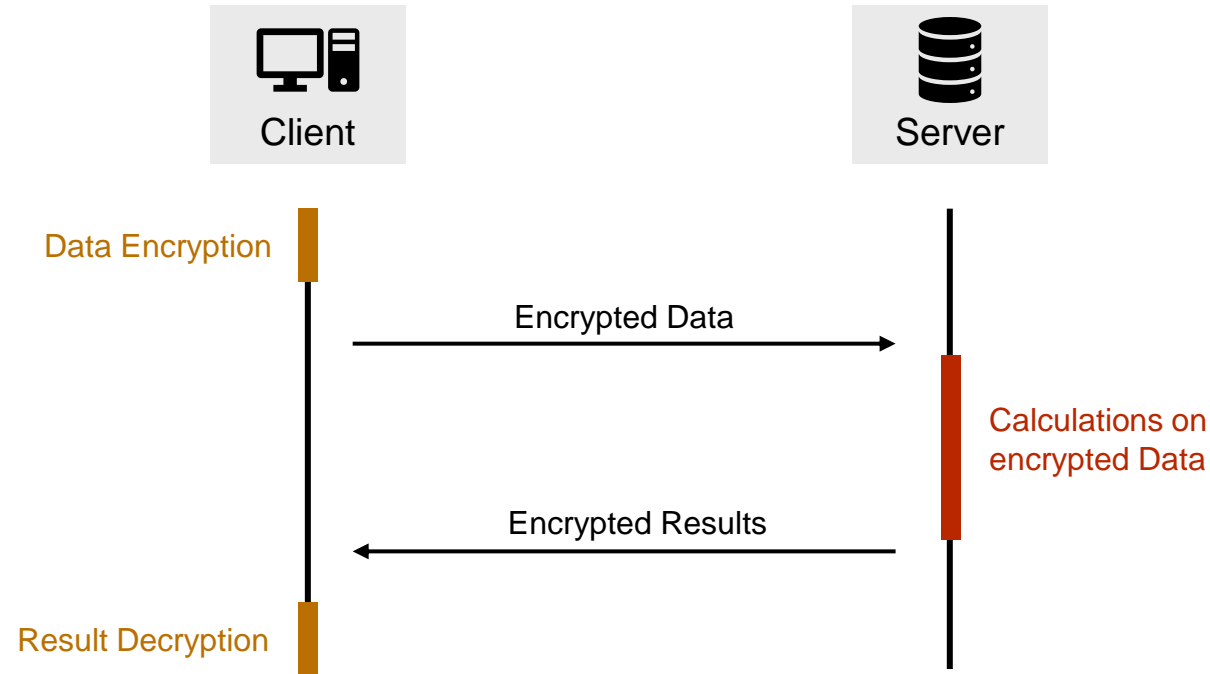 Client
Server
Data Encryption
Encrypted Data
Calculations on
encrypted Data
Encrypted Results
Result Decryption